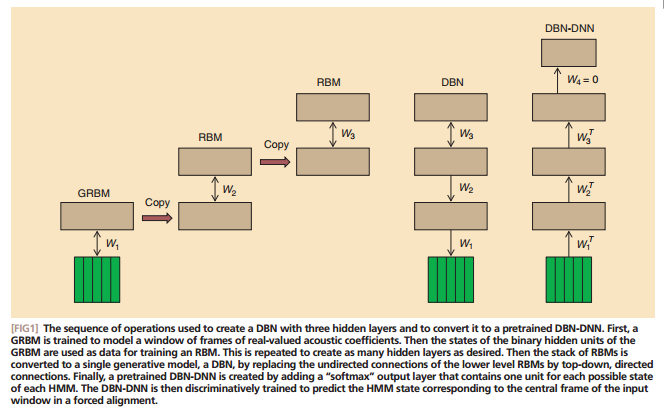 DBN-DNN
W4 = 0
RBM
DBN
W3
W3
W3^T
RBM
Copy
W2
W2
W2^T
GRBM
Copy
W1
W1
W1^T
[FIG1] The sequence of operations used to create a DBN with three hidden layers and to convert it to a pretrained DBN-DNN. First, a
GRBM is trained to model a window of frames of real-valued acoustic coefficients. Then the states of the binary hidden units of the
GRBM are used as data for training an RBM. This is repeated to create as many hidden layers as desired. Then the stack of RBMs is
converted to a single generative model, a DBN, by replacing the undirected connections of the lower level RBMs by top-down, directed
connections. Finally, a pretrained DBN-DNN is created by adding a “softmax” output layer that contains one unit for each possible state
of each HMM. The DBN-DNN is then discriminatively trained to predict the HMM state corresponding to the central frame of the input
window in a forced alignment.